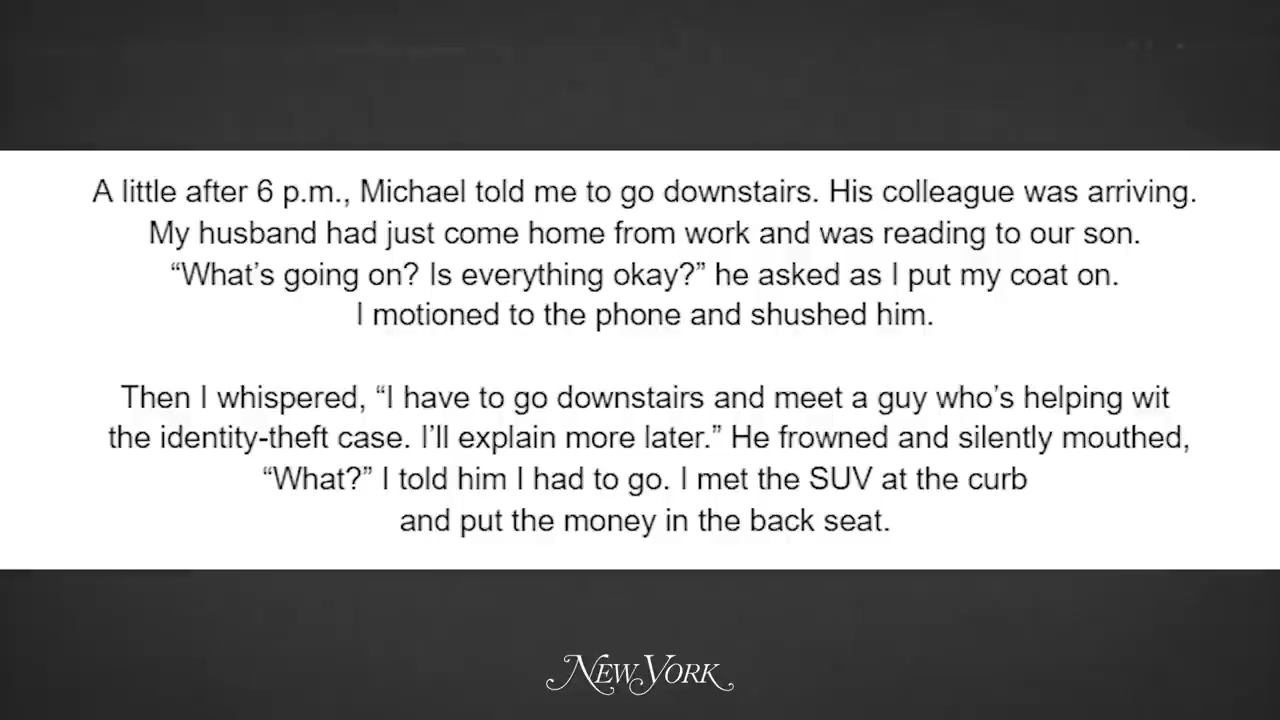 A little after 6 p.m., Michael told me to go downstairs. His colleague was arriving.
My husband had just come home from work and was reading to our son.
“What’s going on? Is everything okay?” he asked as I put my coat on.
I motioned to the phone and shushed him.
Then I whispered, “I have to go downstairs and meet a guy who’s helping wit
the identity-theft case. I’ll explain more later.” He frowned and silently mouthed,
“What?” I told him I had to go. I met the SUV at the curb
and put the money in the back seat.
NEW YORK